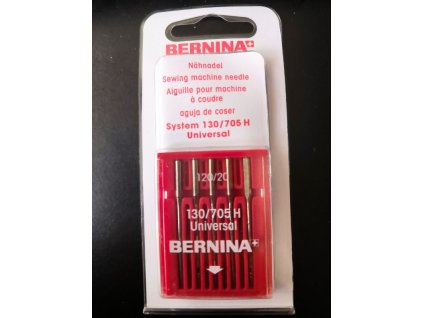 BERNINA+
Nähnadel
Sewing machine needle
Aiguille pour machine
à coudre
aguja de coser
System 130/705 H
Universal
120/20
130/705 H
Universal
BERNINA+